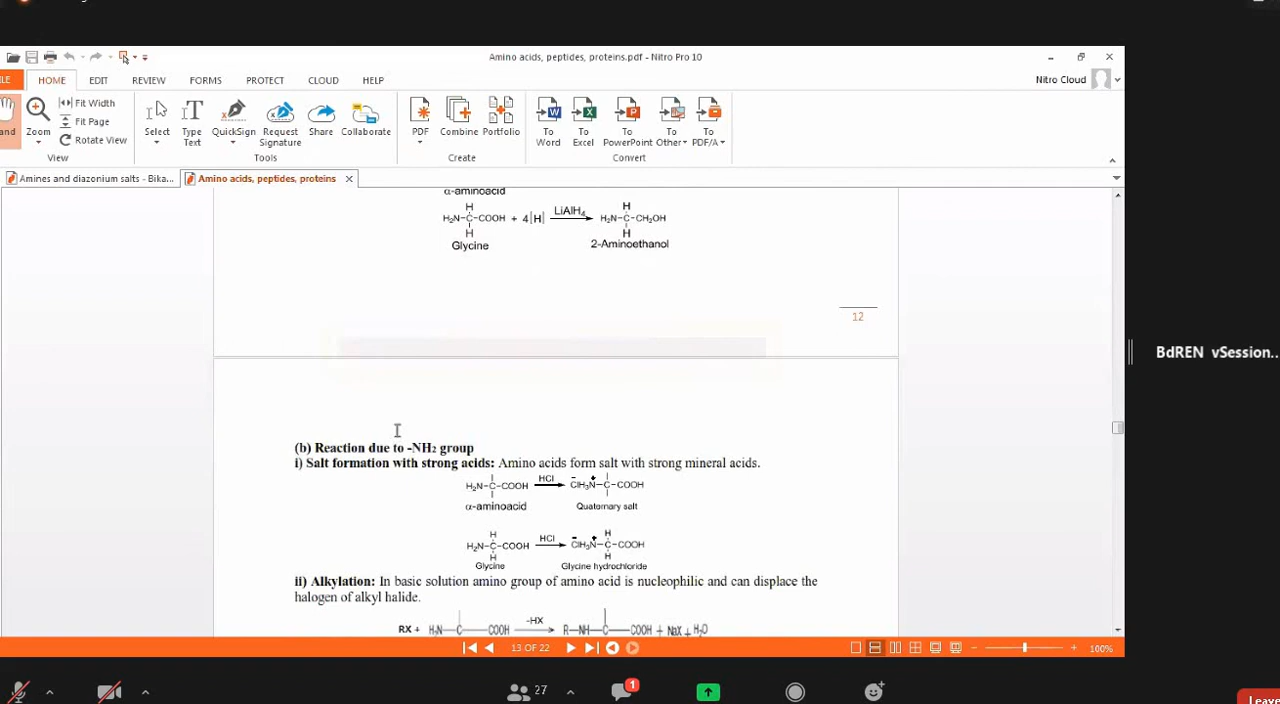 Amino acids, peptides, proteins.pdf - Nitro Pro 10
HOME EDIT REVIEW FORMS PROTECT CLOUD HELP
Nitro Cloud
Zoom
Fit Width
Fit Page
Rotate View
View
Select
Type Text
QuickSign
Request Signature
Share
Collaborate
Tools
PDF
Combine
Portfolio
Create
To Word
To Excel
To PowerPoint
To Other
To PDF/A
Convert
Amines and diazonium salts - Bika...
Amino acids, peptides, proteins
α-aminoacid
H H
H₂N-C-COOH + 4[H] LiAlH₄ H₂N-C-CH₂OH
H H
Glycine 2-Aminoethanol
12
BdREN vSession...
(b) Reaction due to -NH₂ group
i) Salt formation with strong acids: Amino acids form salt with strong mineral acids.
H₂N-C-COOH HCl ClH₃N-C-COOH
α-aminoacid Quatornary salt
H H
H₂N-C-COOH HCl ClH₃N-C-COOH
H H
Glycine Glycine hydrochloride
ii) Alkylation: In basic solution amino group of amino acid is nucleophilic and can displace the
halogen of alkyl halide.
RX + H₂N-C-COOH -HX R-NH-C-COOH + NaX + H₂O
13 OF 22
100%
27
1
Leave